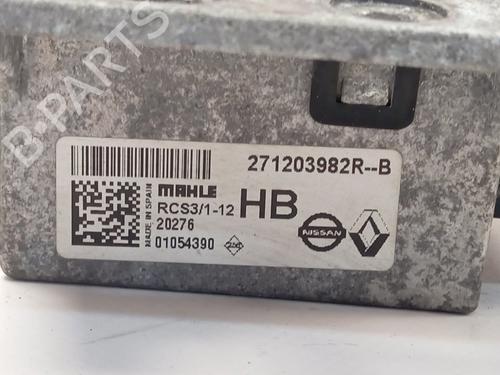 271203982R--B
MADE IN SPAIN
MAHLE
RCS3/1-12
HB
20276
01054390
NISSAN
B-PARTS